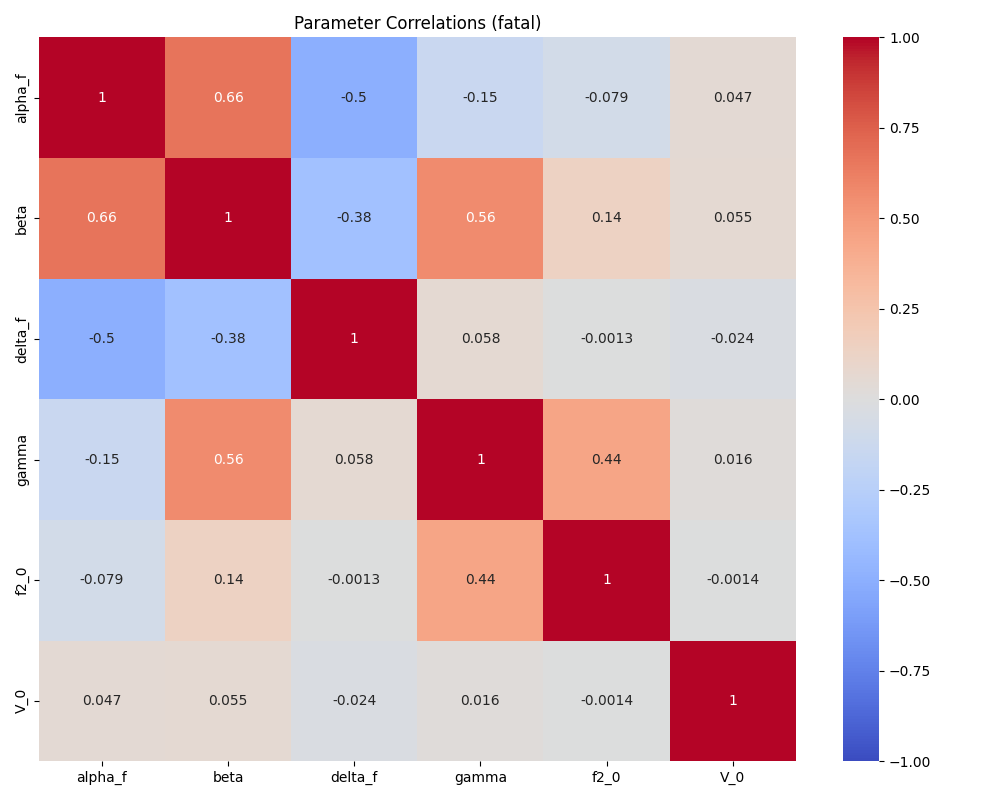 Parameter Correlations (fatal)
alpha_f 1 0.66 -0.5 -0.15 -0.079 0.047
beta 0.66 1 -0.38 0.56 0.14 0.055
delta_f -0.5 -0.38 1 0.058 -0.0013 -0.024
gamma -0.15 0.56 0.058 1 0.44 0.016
f2_0 -0.079 0.14 -0.0013 0.44 1 -0.0014
V_0 0.047 0.055 -0.024 0.016 -0.0014 1
alpha_f beta delta_f gamma f2_0 V_0
1.00
0.75
0.50
0.25
0.00
−0.25
−0.50
−0.75
−1.00